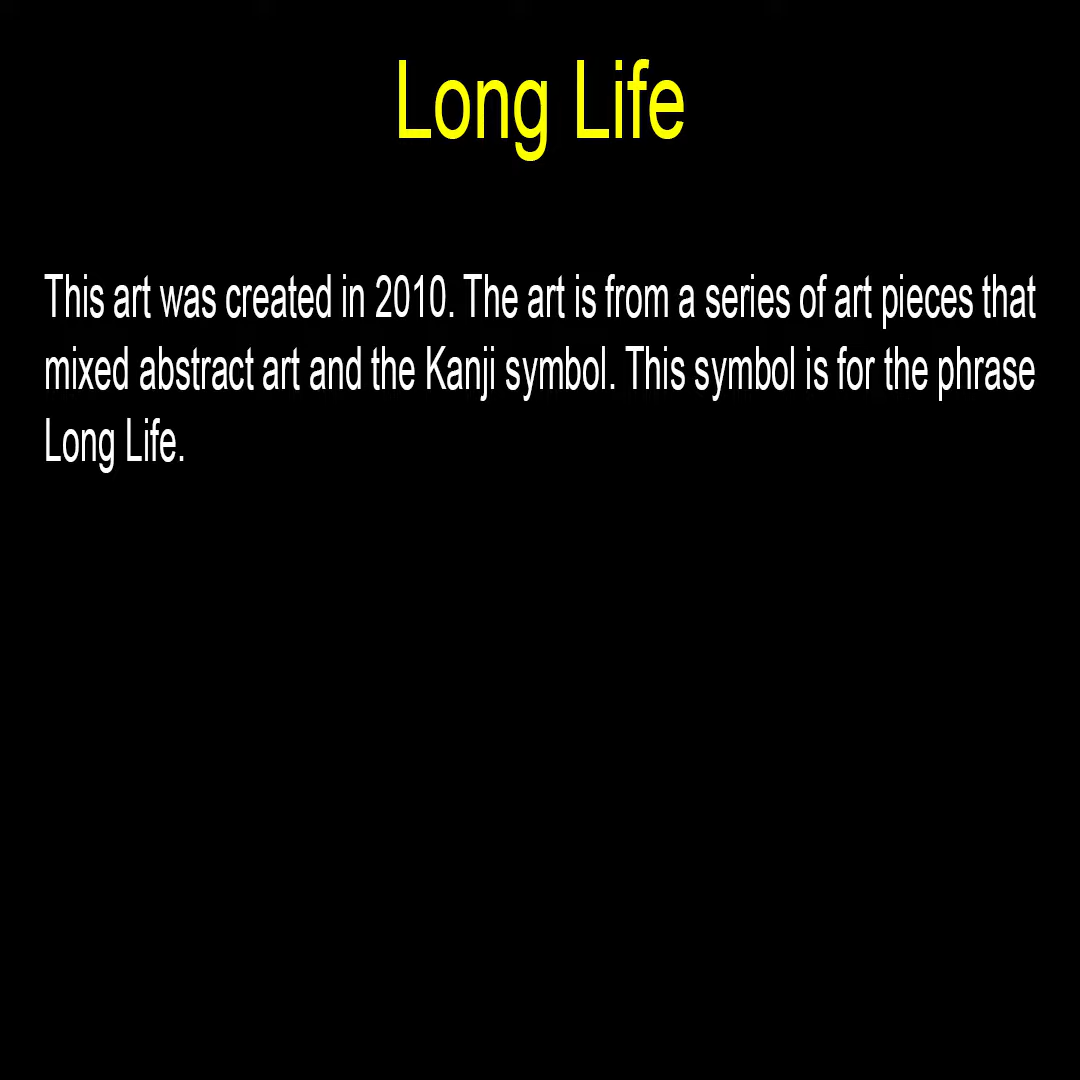 Long Life
This art was created in 2010. The art is from a series of art pieces that
mixed abstract art and the Kanji symbol. This symbol is for the phrase
Long Life.